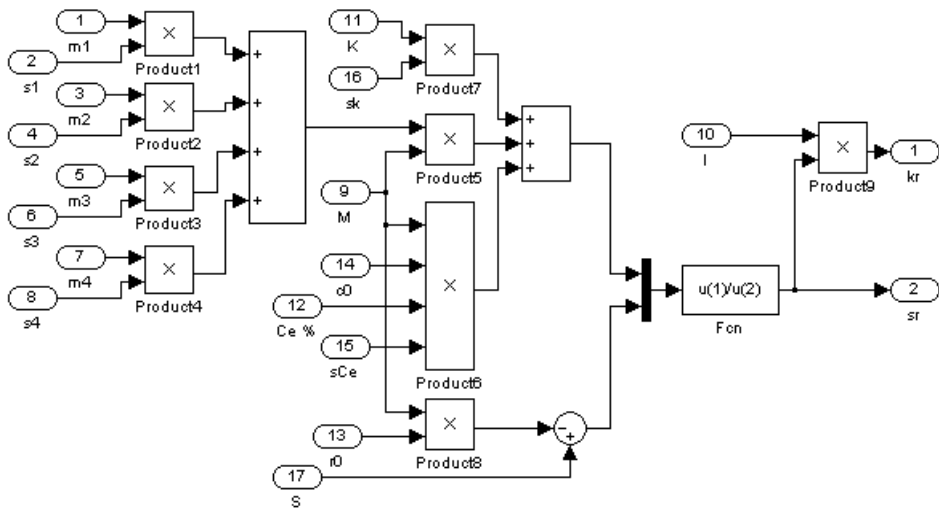 1
m1
2
s1
×
Product1
3
m2
4
s2
×
Product2
5
m3
6
s3
×
Product3
7
m4
8
s4
×
Product4
+
+
+
+
11
K
16
sk
×
Product7
×
Product5
9
M
14
c0
12
Ce %
15
sCe
×
Product6
13
r0
×
Product8
17
S
+
+
+
-
+
u(1)/u(2)
Fcn
10
I
×
Product9
1
kr
2
sr